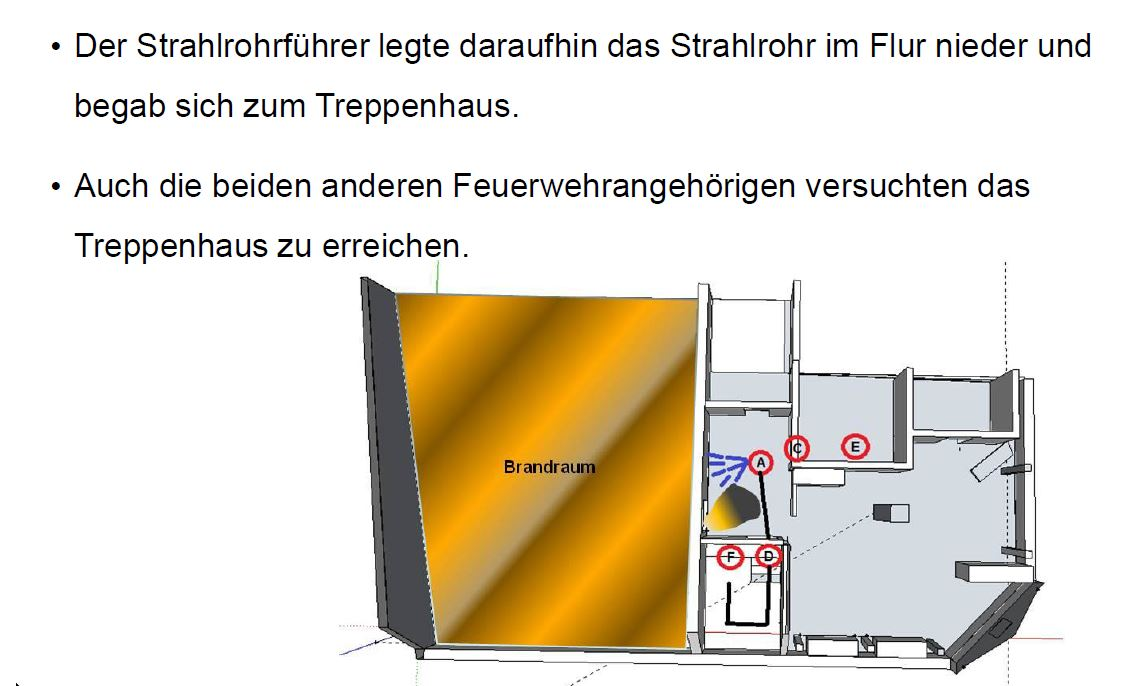 • Der Strahlrohrführer legte daraufhin das Strahlrohr im Flur nieder und
begab sich zum Treppenhaus.
• Auch die beiden anderen Feuerwehrangehörigen versuchten das
Treppenhaus zu erreichen.
Brandraum
A
C
E
F
D